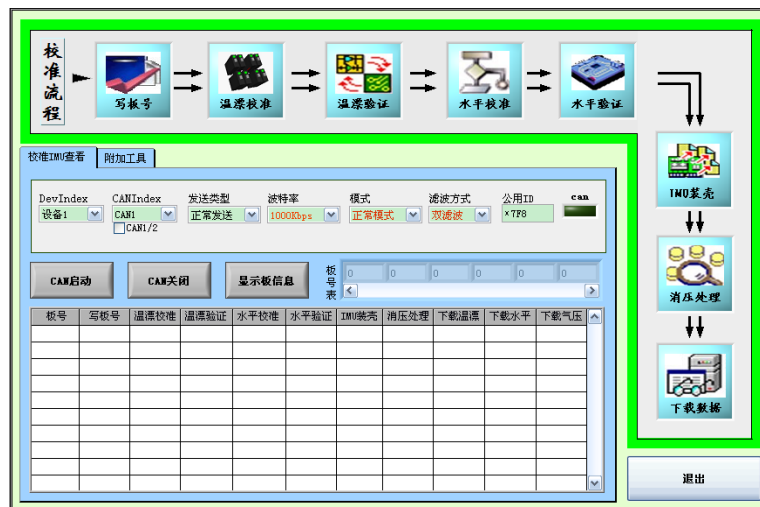 校准流程
写板号
温漂校准
温漂验证
水平校准
水平验证
IMU装壳
消压处理
下载数据
校准IMU查看 附加工具
DevIndex CANIndex 发送类型 波特率 模式 滤波方式 公用ID can
设备1 CAN1 正常发送 1000Kbps 正常模式 双滤波 x7F8
CAN1/2
CAN启动 CAN关闭 显示板信息 板号表 0 0 0 0 0 0
板号 写板号 温漂校准 温漂验证 水平校准 水平验证 IMU装壳 消压处理 下载温漂 下载水平 下载气压
退出